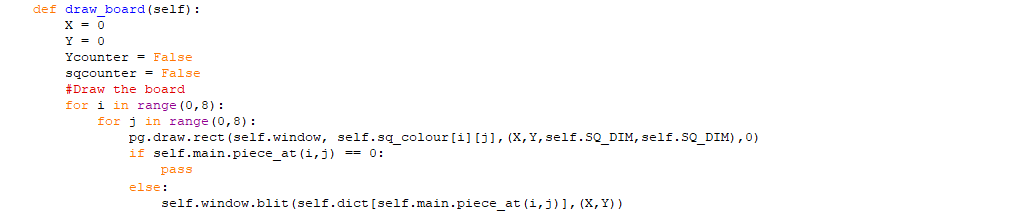 def draw_board(self):
    X = 0
    Y = 0
    Ycounter = False
    sqcounter = False
    #Draw the board
    for i in range(0,8):
        for j in range(0,8):
            pg.draw.rect(self.window, self.sq_colour[i][j],(X,Y,self.SQ_DIM,self.SQ_DIM),0)
            if self.main.piece_at(i,j) == 0:
                pass
            else:
                self.window.blit(self.dict[self.main.piece_at(i,j)],(X,Y))